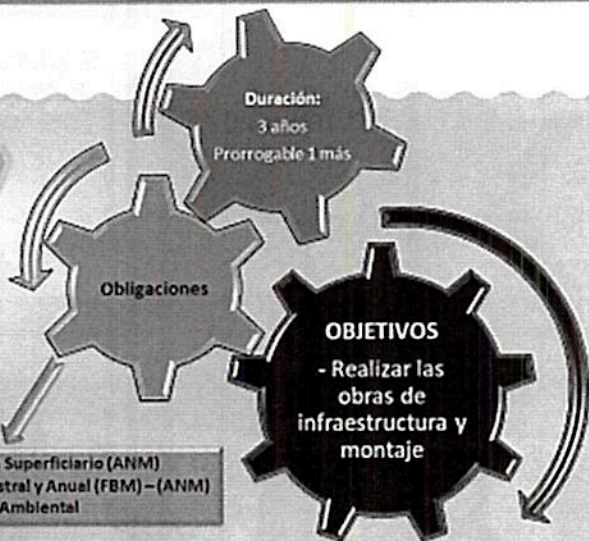 Duración:
3 años
Prorrogable 1 más
Obligaciones
OBJETIVOS
- Realizar las
obras de
infraestructura y
montaje
Superficiario (ANM)
stral y Anual (FBM) – (ANM)
Ambiental